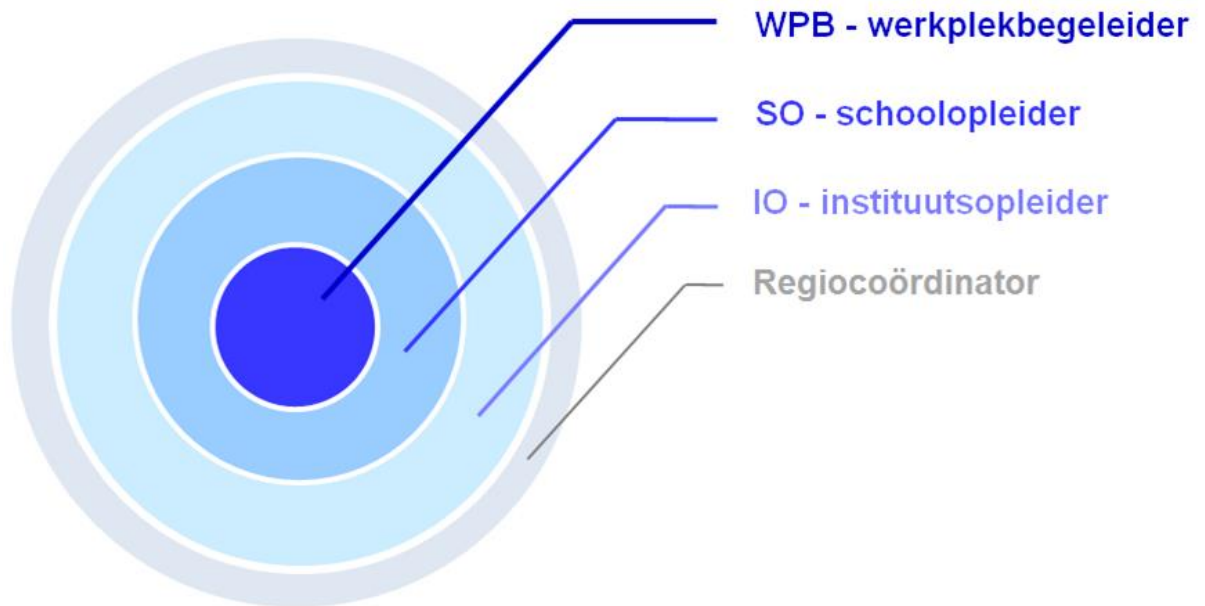 WPB - werkplekbegeleider
SO - schoolopleider
IO - instituutsopleider
Regiocoördinator